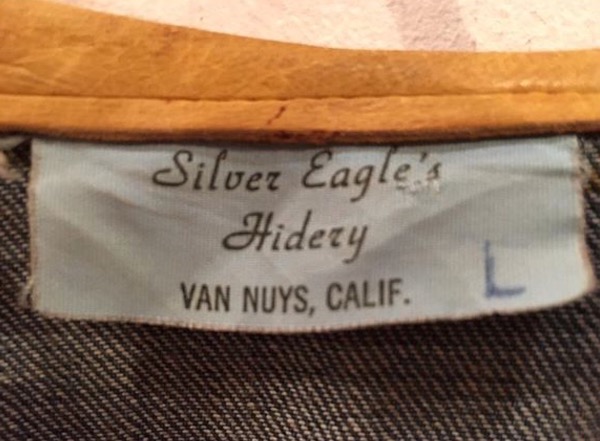 Silver Eagle's
Hidery
VAN NUYS, CALIF.
L